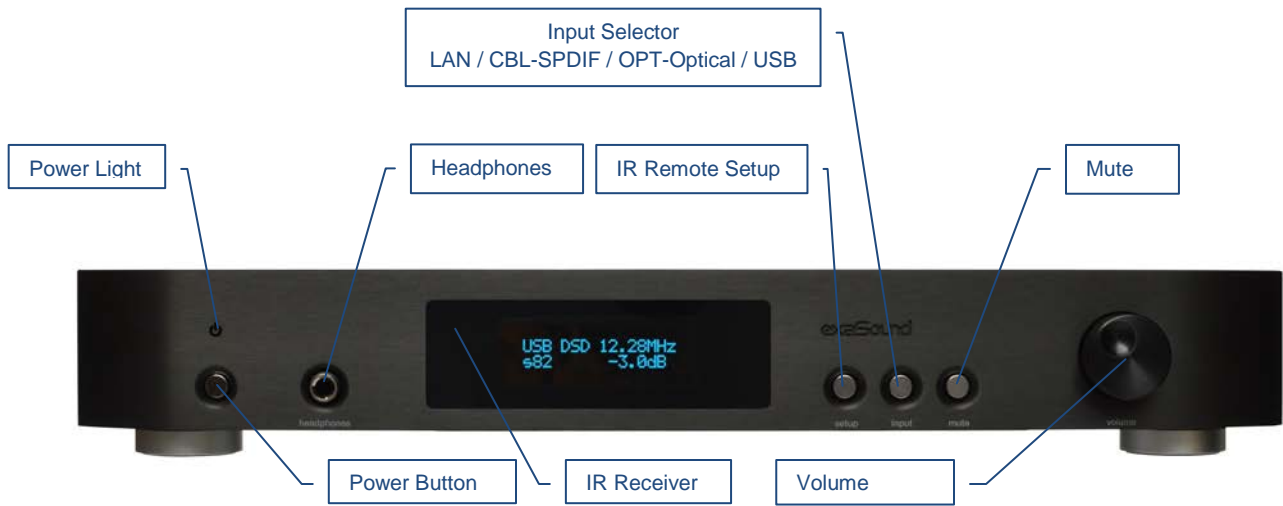 Input Selector
LAN / CBL-SPDIF / OPT-Optical / USB
Power Light
Headphones
IR Remote Setup
Mute
exaSound
USB DSD 12.28MHz
s82 -3.0dB
headphones
setup
input
mute
volume
Power Button
IR Receiver
Volume